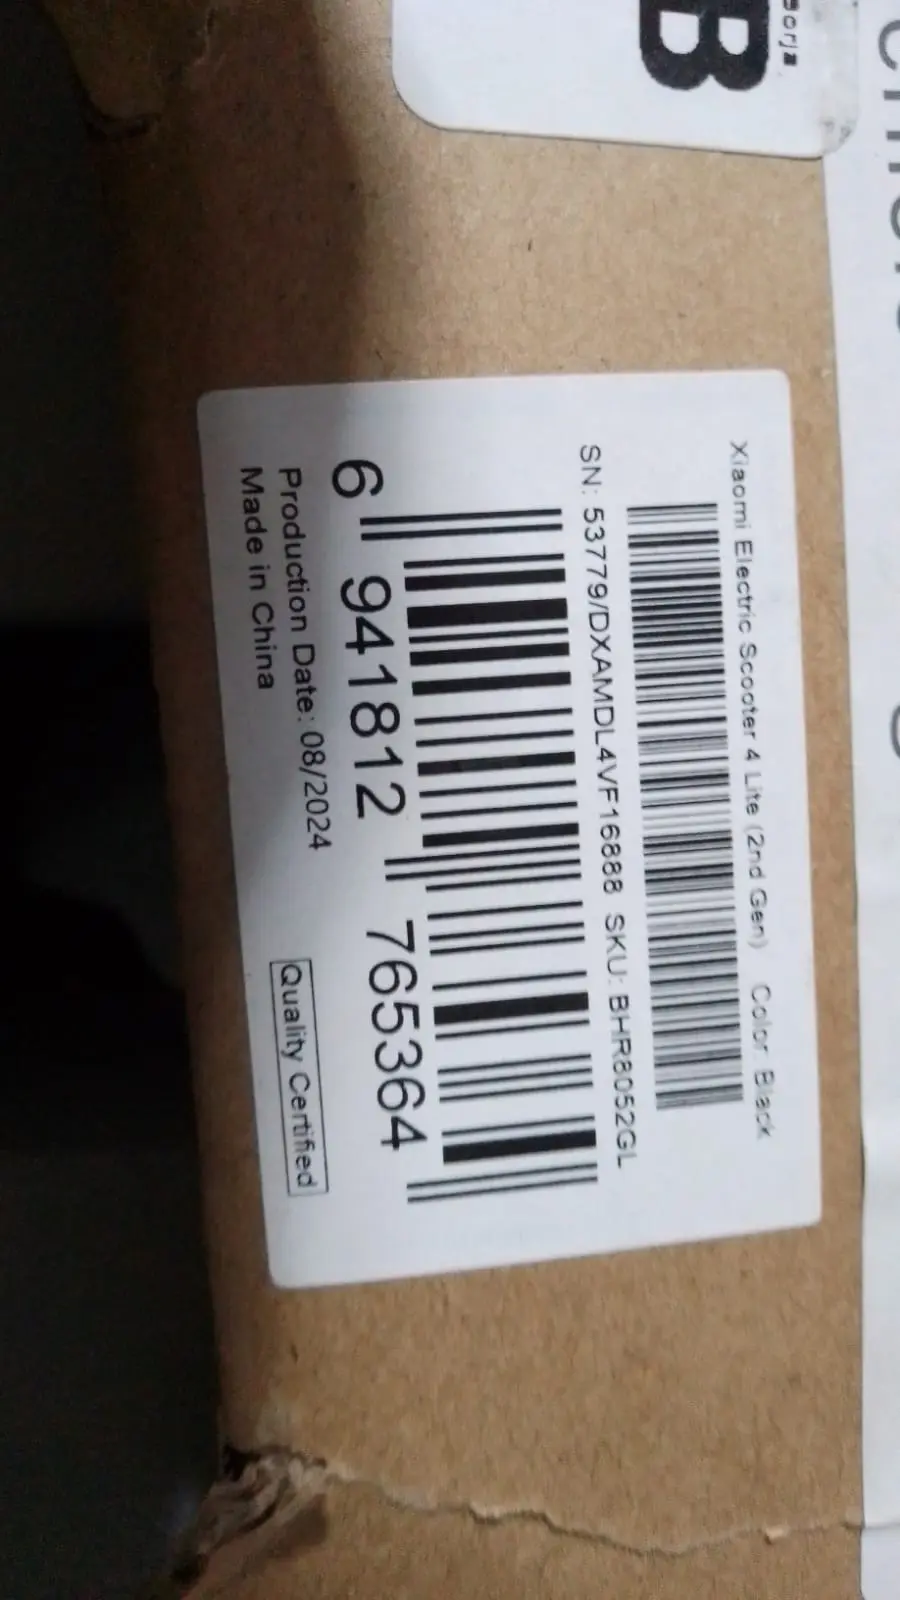 B
Xiaomi Electric Scooter 4 Lite (2nd Gen) Color: Black
SN: 53779/DXAMDL4VF16888 SKU: BHR8052GL
6 941812 765364
Production Date: 08/2024
Made in China
Quality Certified